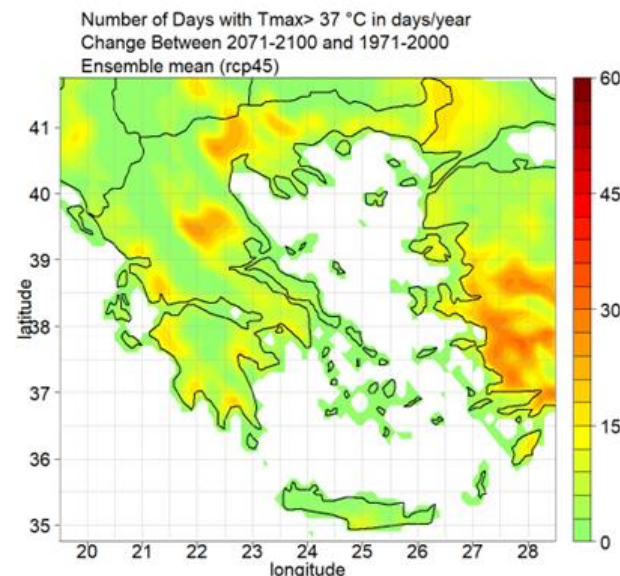 Number of Days with Tmax> 37 °C in days/year
Change Between 2071-2100 and 1971-2000
Ensemble mean (rcp45)
41
40
39
38
37
36
35
latitude
20 21 22 23 24 25 26 27 28
longitude
60
45
30
15
0